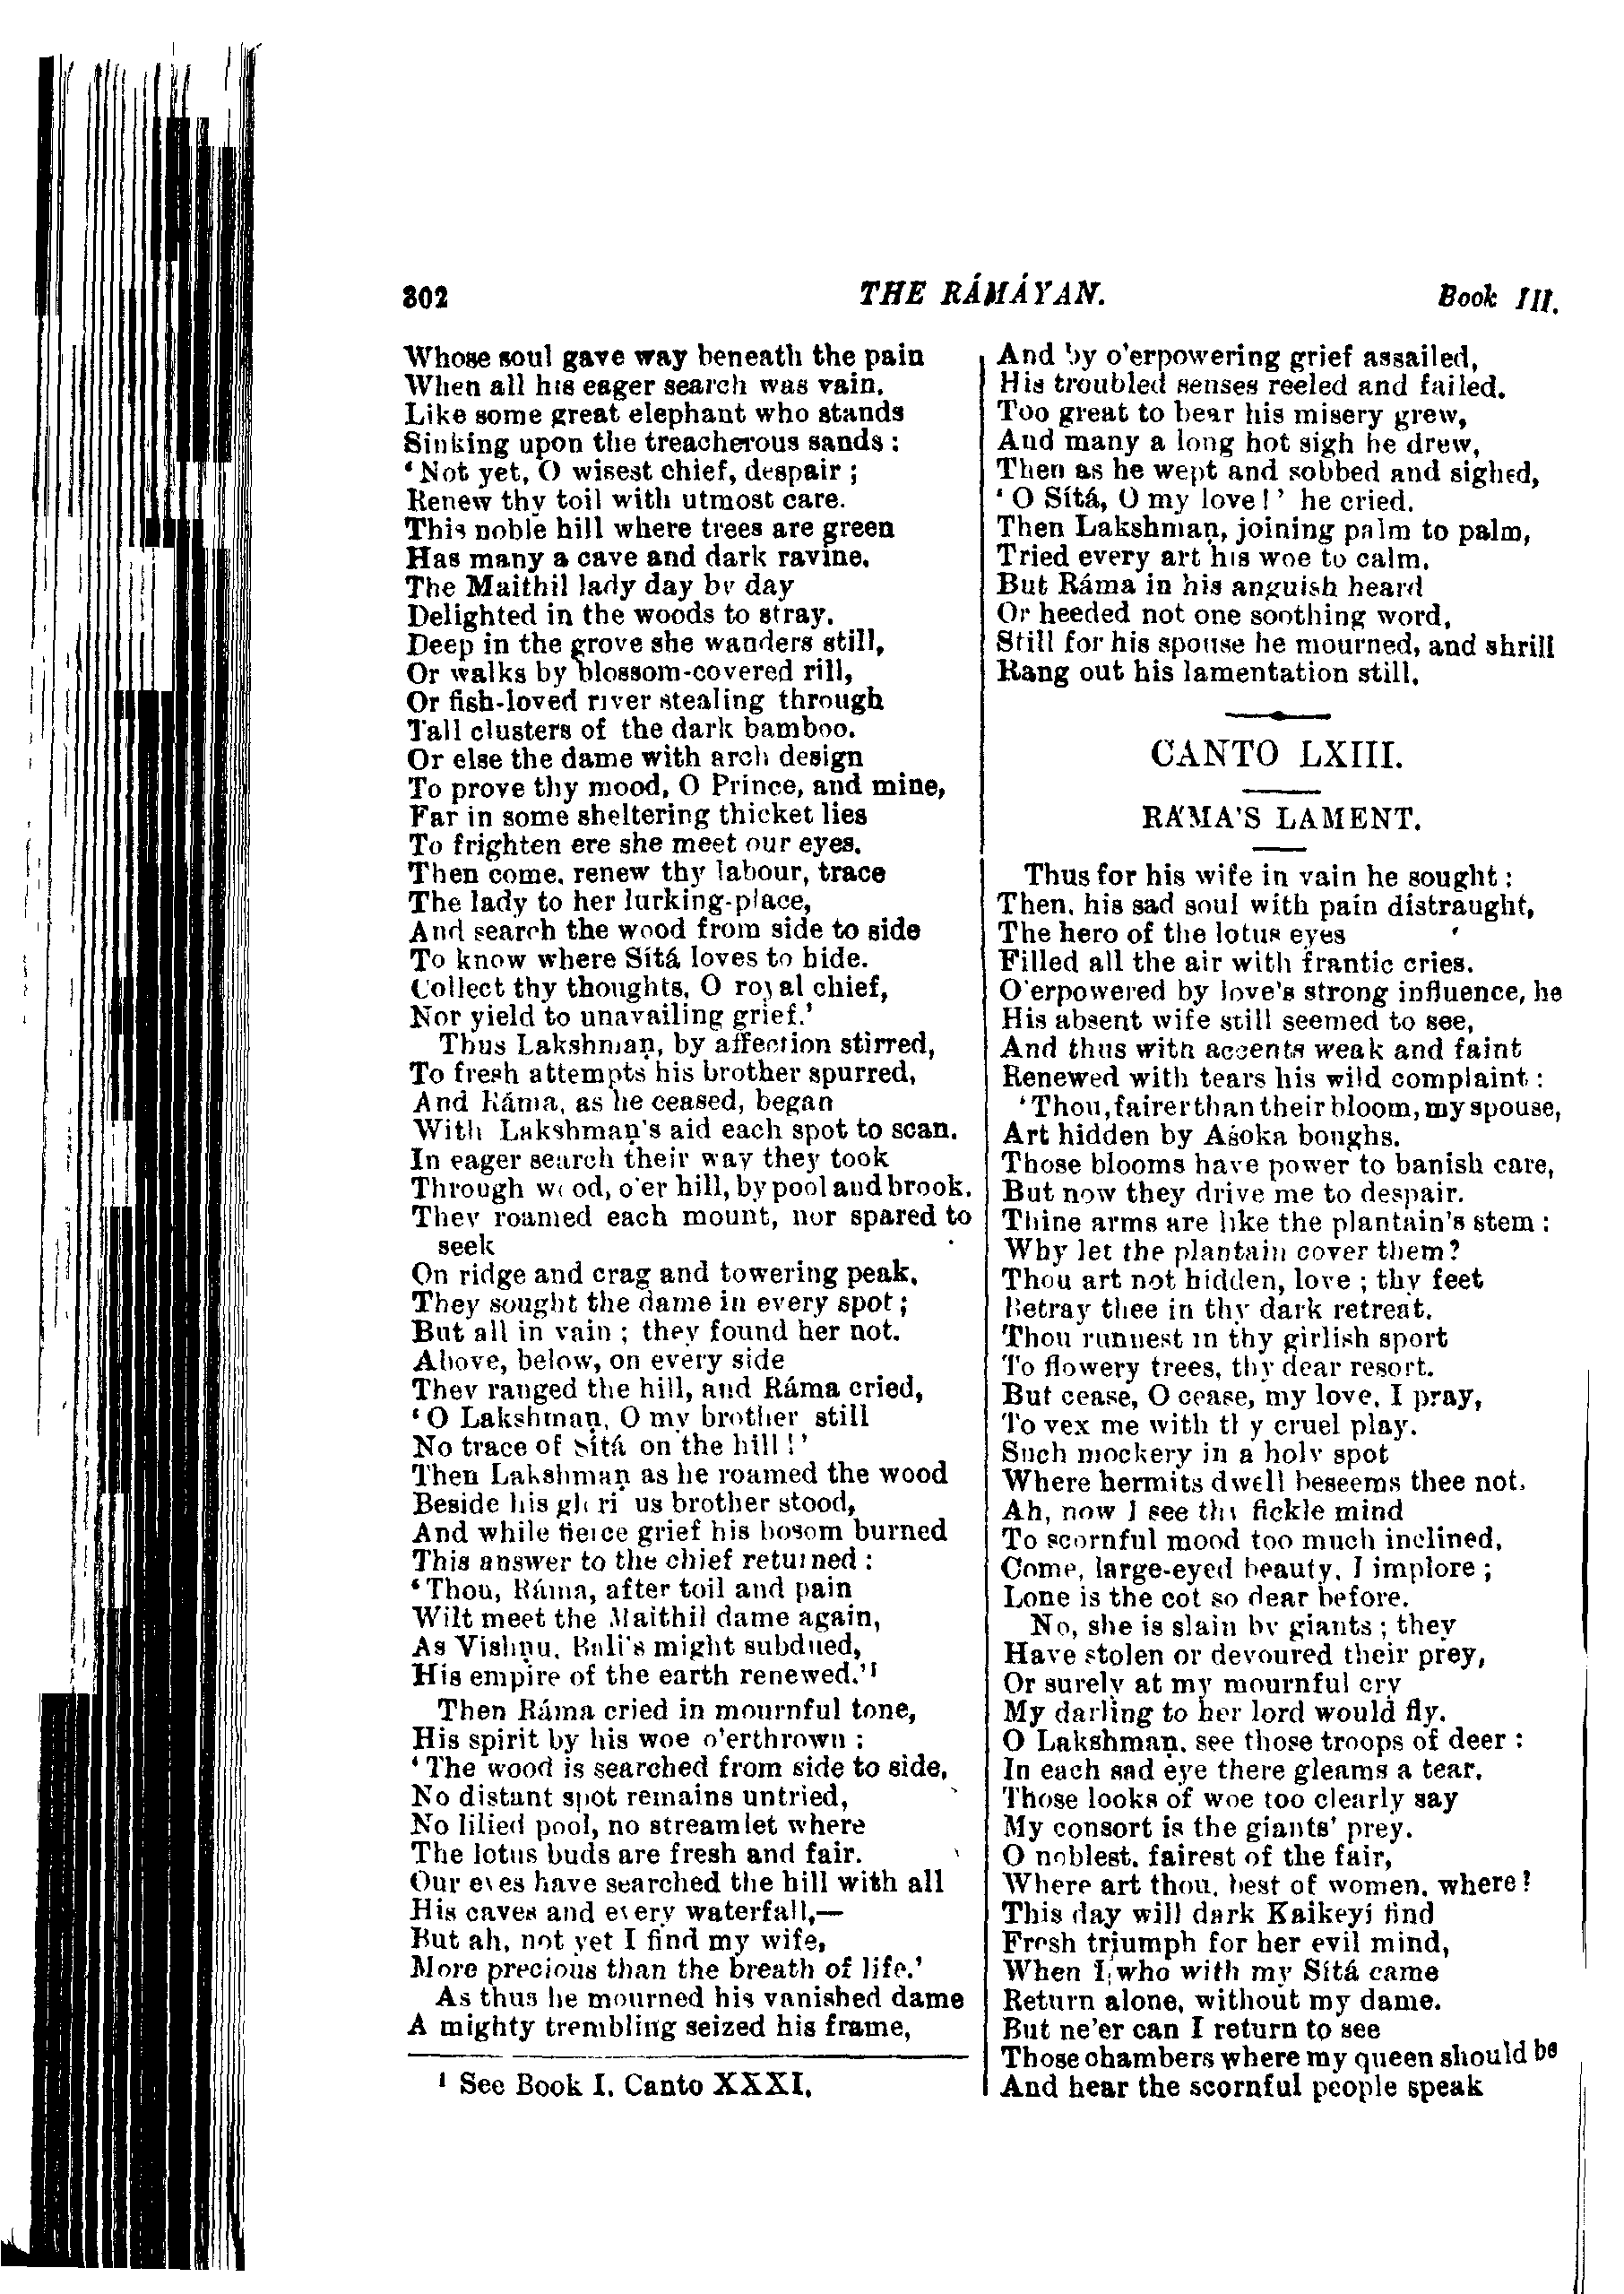 302
THE RÁMÁYAN.
Book III.
Whose soul gave way beneath the pain
When all his eager search was vain.
Like some great elephant who stands
Sinking upon the treacherous sands :
'Not yet, O wisest chief, despair ;
Renew thy toil with utmost care.
This noble hill where trees are green
Has many a cave and dark ravine.
The Maithil lady day by day
Delighted in the woods to stray.
Deep in the grove she wanders still,
Or walks by blossom-covered rill,
Or fish-loved river stealing through
Tall clusters of the dark bamboo.
Or else the dame with arch design
To prove thy mood, O Prince, and mine,
Far in some sheltering thicket lies
To frighten ere she meet our eyes.
Then come, renew thy labour, trace
The lady to her lurking-place,
And search the wood from side to side
To know where Sítá loves to hide.
Collect thy thoughts, O royal chief,
Nor yield to unavailing grief.'
Thus Lakshmaṇ, by affection stirred,
To fresh attempts his brother spurred,
And Ráma, as he ceased, began
With Lakshmaṇ's aid each spot to scan.
In eager search their way they took
Through wood, o'er hill, by pool and brook.
They roamed each mount, nor spared to
seek
On ridge and crag and towering peak.
They sought the dame in every spot ;
But all in vain ; they found her not.
Above, below, on every side
They ranged the hill, and Ráma cried,
'O Lakshmaṇ, O my brother still
No trace of Sítá on the hill !'
Then Lakshmaṇ as he roamed the wood
Beside his glorious brother stood,
And while fierce grief his bosom burned
This answer to the chief returned :
'Thou, Ráma, after toil and pain
Wilt meet the Maithil dame again,
As Vishṇu, Bali's might subdued,
His empire of the earth renewed.'¹
Then Ráma cried in mournful tone,
His spirit by his woe o'erthrown :
'The wood is searched from side to side,
No distant spot remains untried,
No lilied pool, no streamlet where
The lotus buds are fresh and fair.
Our eyes have searched the hill with all
His caves and every waterfall,—
But ah, not yet I find my wife,
More precious than the breath of life.'
As thus he mourned his vanished dame
A mighty trembling seized his frame,
¹ See Book I, Canto XXXI.
And by o'erpowering grief assailed,
His troubled senses reeled and failed.
Too great to bear his misery grew,
And many a long hot sigh he drew,
Then as he wept and sobbed and sighed,
'O Sítá, O my love!' he cried.
Then Lakshmaṇ, joining palm to palm,
Tried every art his woe to calm.
But Ráma in his anguish heard
Or heeded not one soothing word,
Still for his spouse he mourned, and shrill
Rang out his lamentation still.
CANTO LXIII.
RÁMA'S LAMENT.
Thus for his wife in vain he sought :
Then, his sad soul with pain distraught,
The hero of the lotus eyes
Filled all the air with frantic cries.
O'erpowered by love's strong influence, he
His absent wife still seemed to see,
And thus with accents weak and faint
Renewed with tears his wild complaint :
'Thou, fairer than their bloom, my spouse,
Art hidden by Aśoka boughs.
Those blooms have power to banish care,
But now they drive me to despair.
Thine arms are like the plantain's stem :
Why let the plantain cover them?
Thou art not hidden, love ; thy feet
Betray thee in thy dark retreat.
Thou runnest in thy girlish sport
To flowery trees, thy dear resort.
But cease, O cease, my love, I pray,
To vex me with thy cruel play.
Such mockery in a holy spot
Where hermits dwell beseems thee not.
Ah, now I see thy fickle mind
To scornful mood too much inclined,
Come, large-eyed beauty, I implore ;
Lone is the cot so dear before.
No, she is slain by giants ; they
Have stolen or devoured their prey,
Or surely at my mournful cry
My darling to her lord would fly.
O Lakshmaṇ, see those troops of deer :
In each sad eye there gleams a tear.
Those looks of woe too clearly say
My consort is the giants' prey.
O noblest, fairest of the fair,
Where art thou, best of women, where?
This day will dark Kaikeyí find
Fresh triumph for her evil mind,
When I, who with my Sítá came
Return alone, without my dame.
But ne'er can I return to see
Those chambers where my queen should be
And hear the scornful people speak